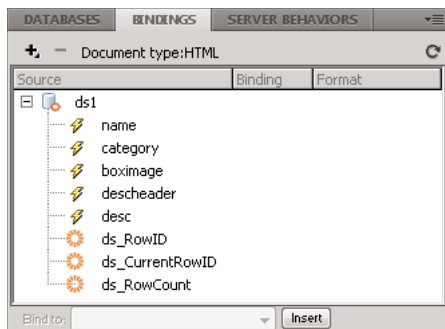 DATABASES BINDINGS SERVER BEHAVIORS
Document type:HTML
Source Binding Format
ds1
name
category
boximage
descheader
desc
ds_RowID
ds_CurrentRowID
ds_RowCount
Bind to: Insert